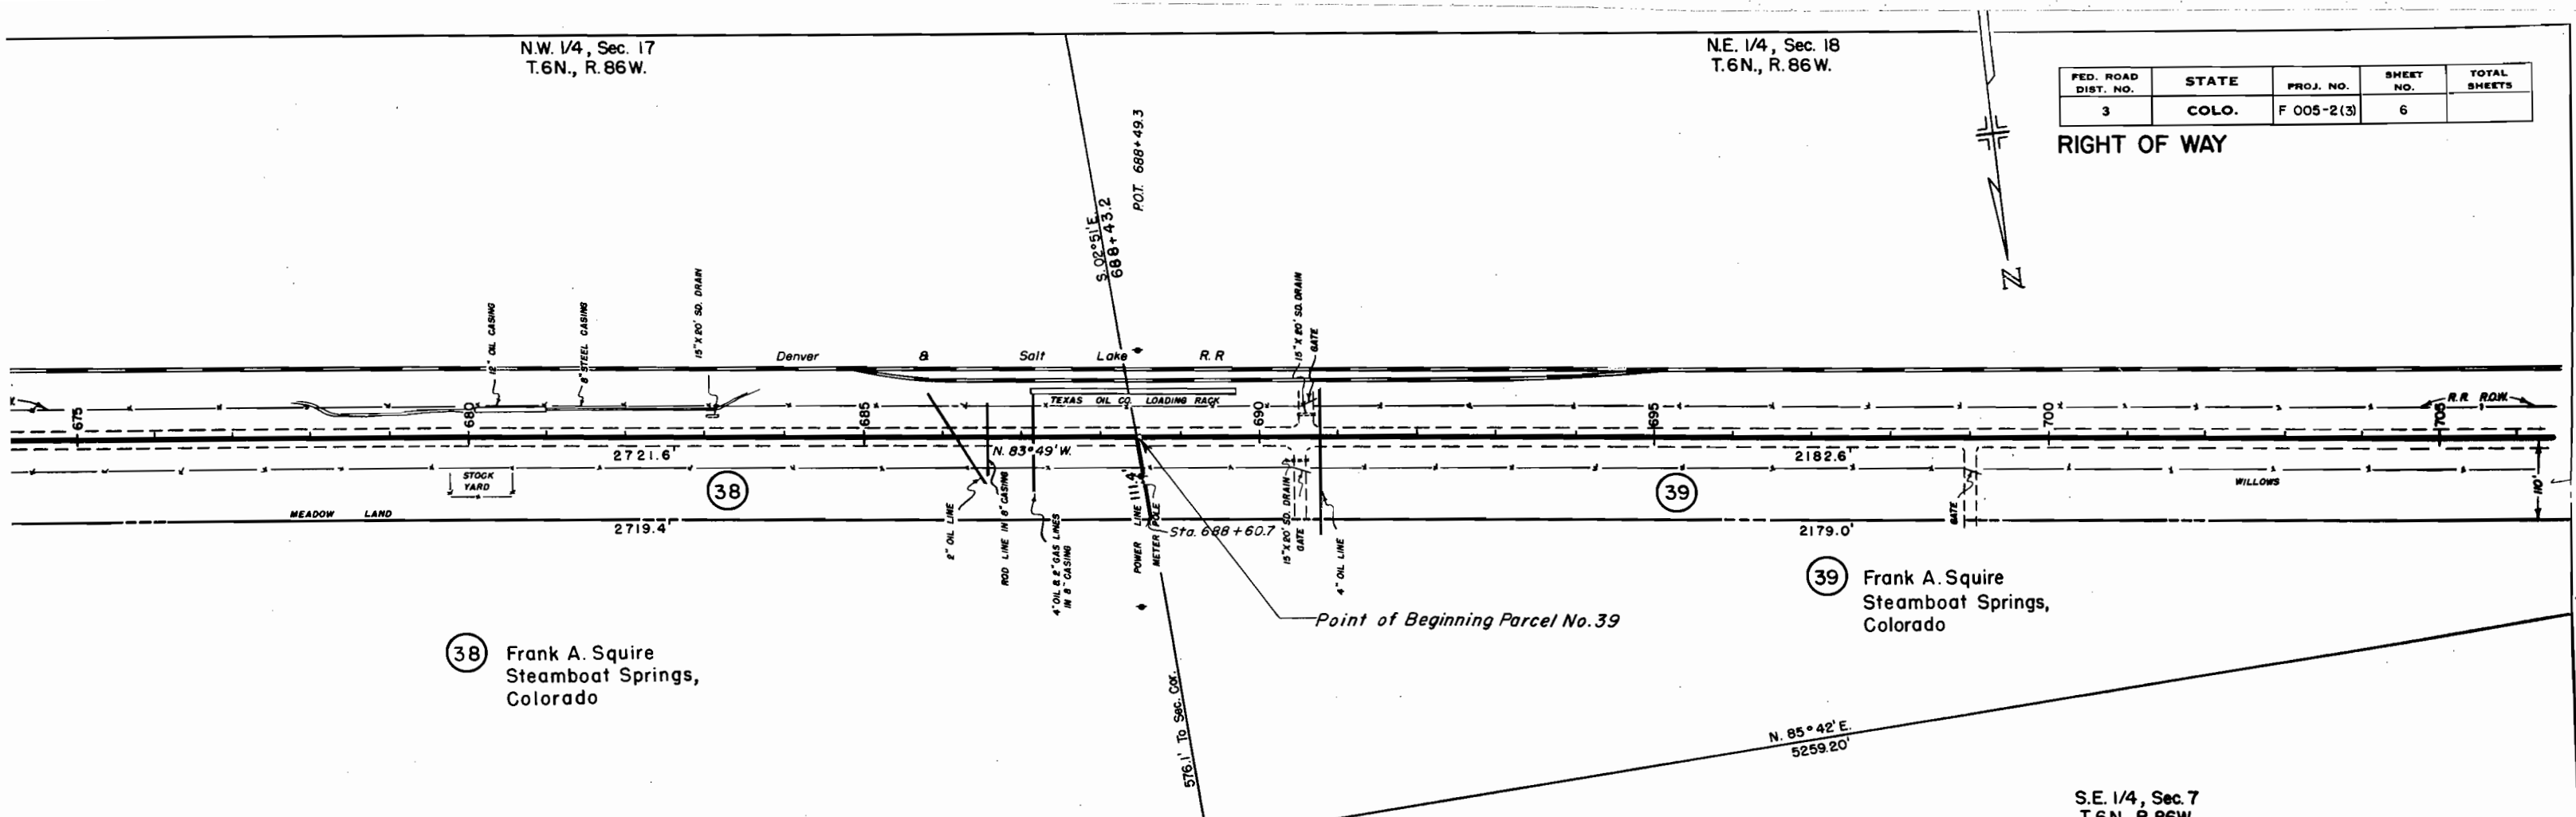 N.W. 1/4, Sec. 17
T.6N., R.86W.
N.E. 1/4, Sec. 18
T.6N., R.86W.
FED. ROAD DIST. NO.
STATE
PROJ. NO.
SHEET NO.
TOTAL SHEETS
3
COLO.
F 005-2(3)
6
RIGHT OF WAY
N
P.O.T. 688+49.3
S. 02°51'E.
688+43.2
12" OIL CASING
8" STEEL CASING
15" X 20' SD. DRAIN
15" X 20' SD. DRAIN
GATE
Denver & Salt Lake R.R
TEXAS OIL CO. LOADING RACK
R.R. R.O.W.
675
680
685
690
695
700
705
2721.6'
N. 83°49'W.
2182.6'
STOCK
YARD
38
39
WILLOWS
110'
111.4'
MEADOW LAND
2719.4'
2179.0'
2" OIL LINE
ROD LINE IN 8" CASING
4" OIL & 2" GAS LINES
IN 8" CASING
POWER LINE
METER POLE
Sta. 688+60.7
15" X 20' SD. DRAIN
GATE
4" OIL LINE
GATE
Point of Beginning Parcel No. 39
39 Frank A. Squire
Steamboat Springs,
Colorado
38 Frank A. Squire
Steamboat Springs,
Colorado
576.1' To Sec. Cor.
N. 85°42'E.
5259.20'
S.E. 1/4, Sec. 7
T.6N., R.86W.